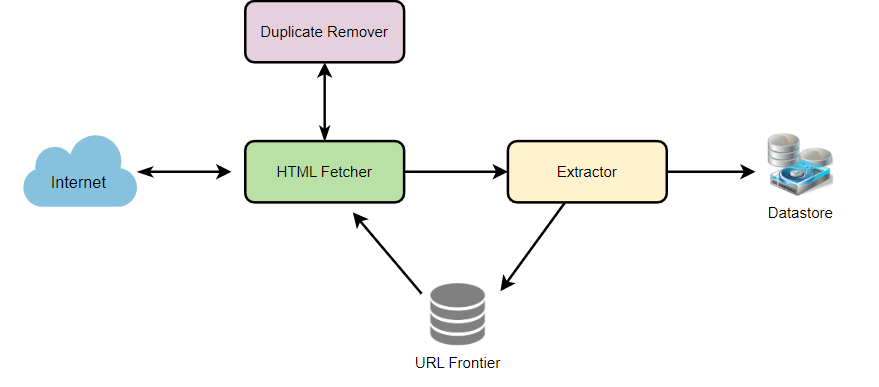 Duplicate Remover
Internet
HTML Fetcher
Extractor
Datastore
URL Frontier